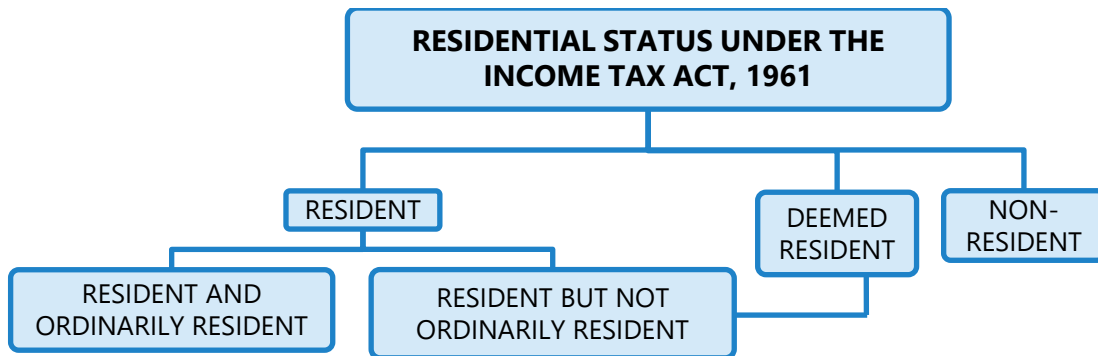 RESIDENTIAL STATUS UNDER THE
INCOME TAX ACT, 1961
RESIDENT
DEEMED
RESIDENT
NON-
RESIDENT
RESIDENT AND
ORDINARILY RESIDENT
RESIDENT BUT NOT
ORDINARILY RESIDENT